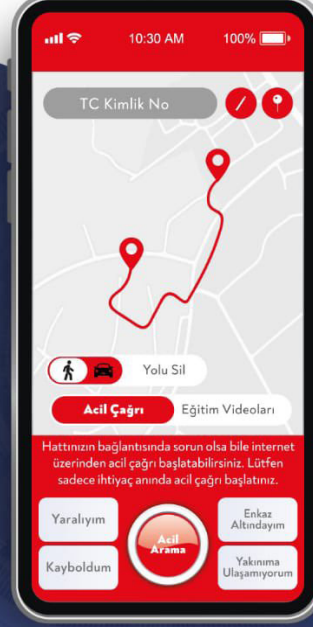 10:30 AM
100%
TC Kimlik No
Yolu Sil
Acil Çağrı
Eğitim Videoları
Hattınızın bağlantısında sorun olsa bile internet
üzerinden acil çağrı başlatabilirsiniz. Lütfen
sadece ihtiyaç anında acil çağrı başlatınız.
Yaralıyım
Acil
Arama
Enkaz
Altındayım
Kayboldum
Yakınıma
Ulaşamıyorum